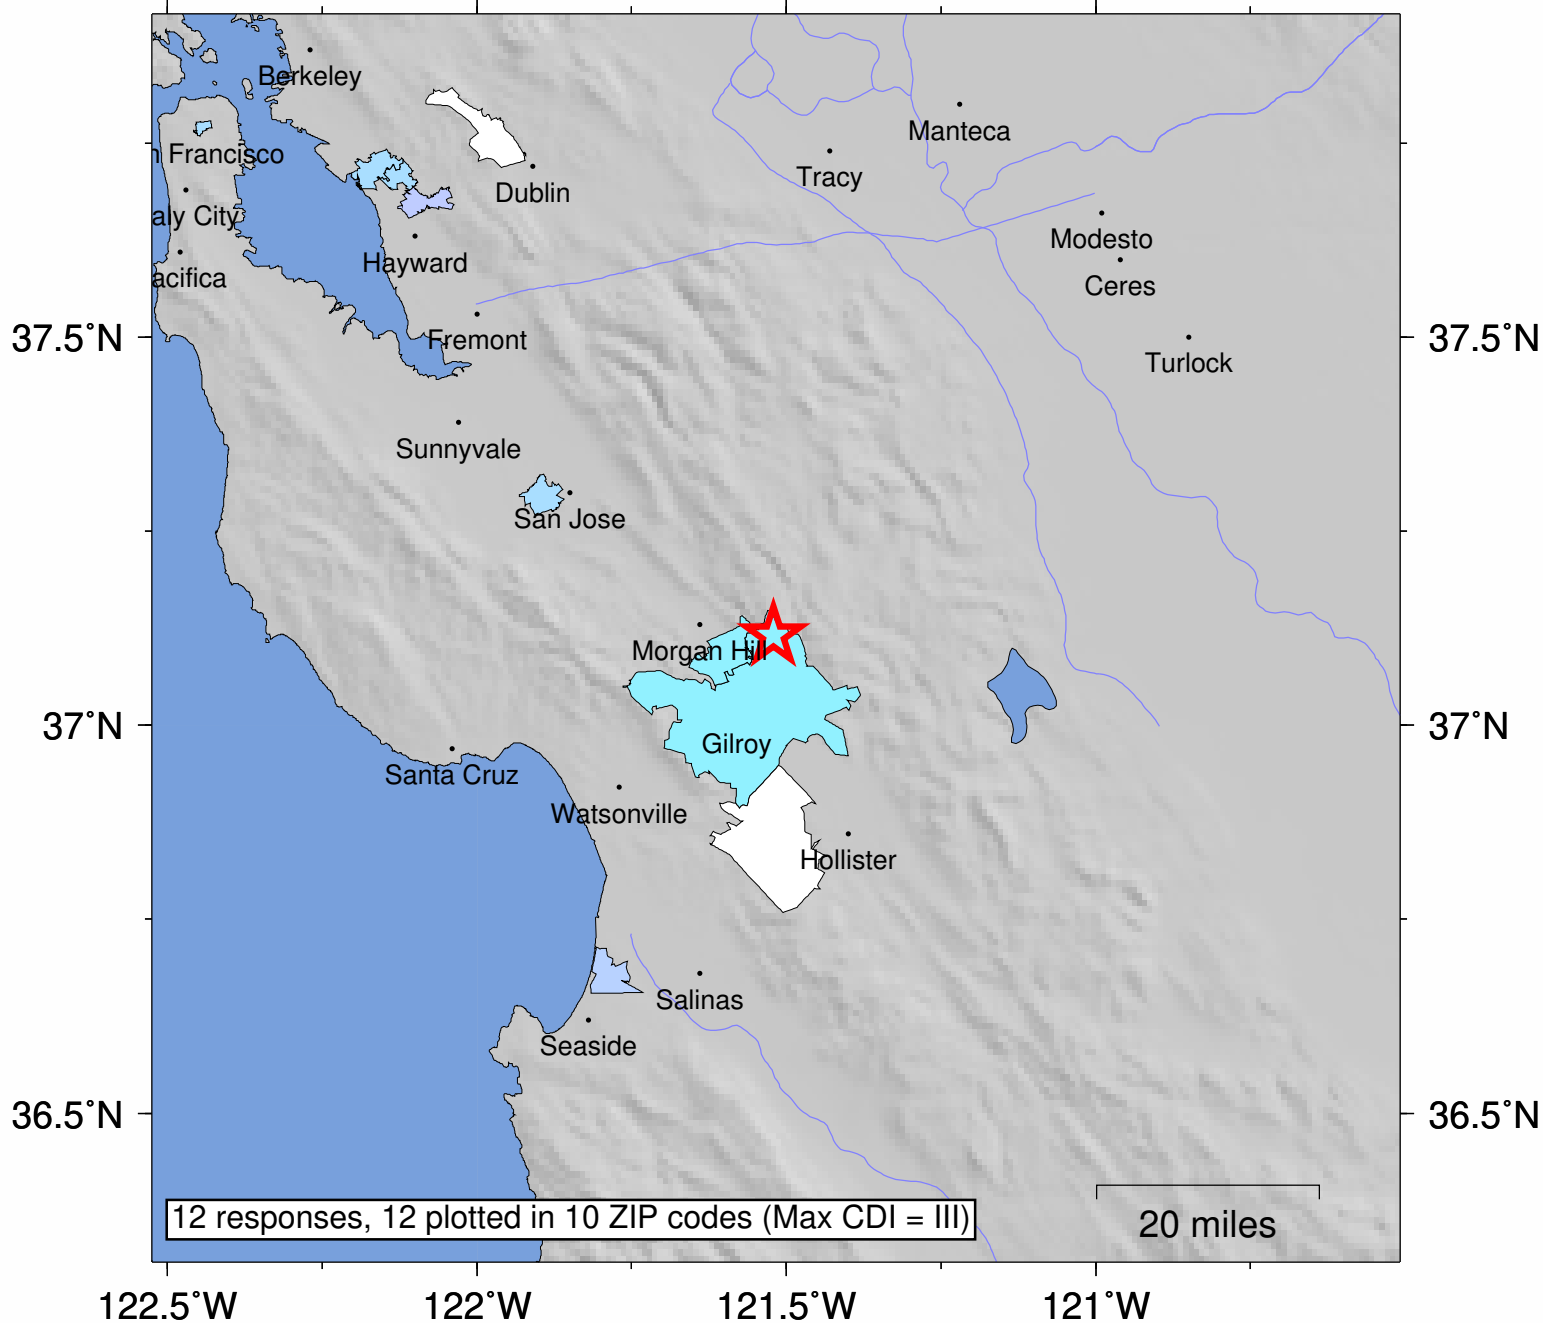 Berkeley
n Francisco
Manteca
Tracy
Dublin
aly City
Modesto
Hayward
acifica
Ceres
37.5°N
Fremont
37.5°N
Turlock
Sunnyvale
San Jose
Morgan Hill
37°N
Gilroy
37°N
Santa Cruz
Watsonville
Hollister
Salinas
Seaside
36.5°N
36.5°N
12 responses, 12 plotted in 10 ZIP codes (Max CDI = III)
20 miles
122.5°W
122°W
121.5°W
121°W